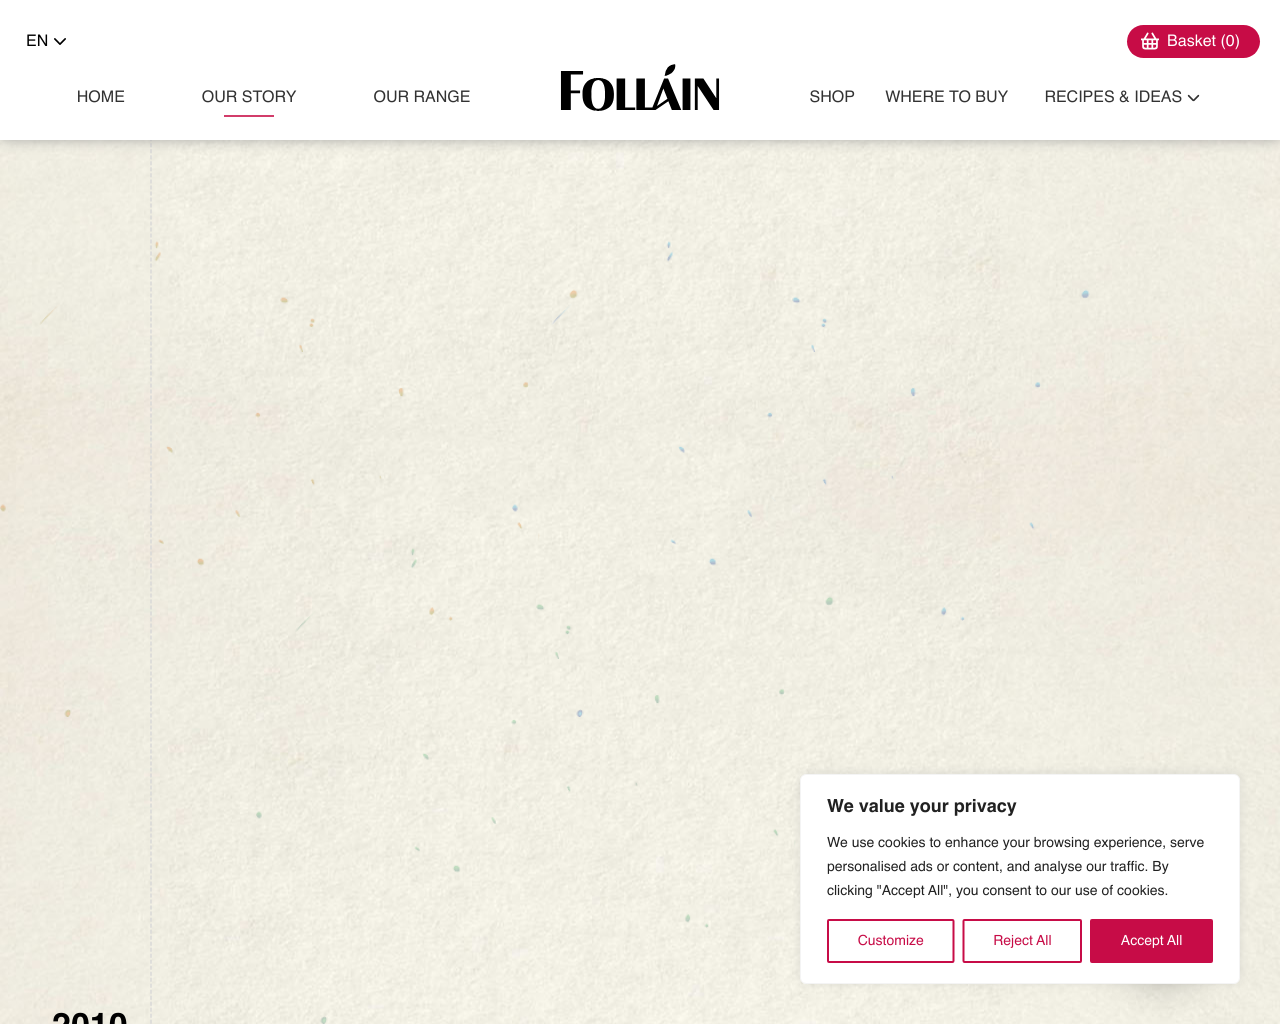 EN
Basket (0)
HOME
OUR STORY
OUR RANGE
FOLLÁIN
SHOP
WHERE TO BUY
RECIPES & IDEAS
We value your privacy
We use cookies to enhance your browsing experience, serve
personalised ads or content, and analyse our traffic. By
clicking "Accept All", you consent to our use of cookies.
Customize
Reject All
Accept All
2010